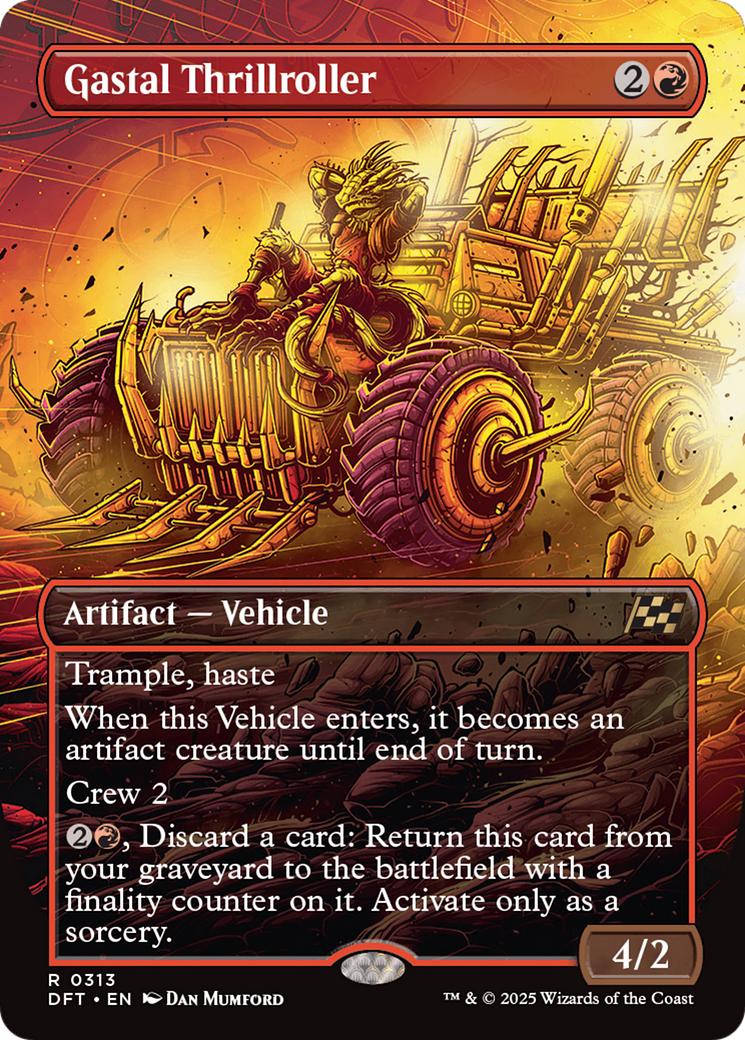 Gastal Thrillroller 2
Artifact — Vehicle
Trample, haste
When this Vehicle enters, it becomes an
artifact creature until end of turn.
Crew 2
2, Discard a card: Return this card from
your graveyard to the battlefield with a
finality counter on it. Activate only as a
sorcery.
4/2
R 0313
DFT • EN Dan Mumford
™ & © 2025 Wizards of the Coast